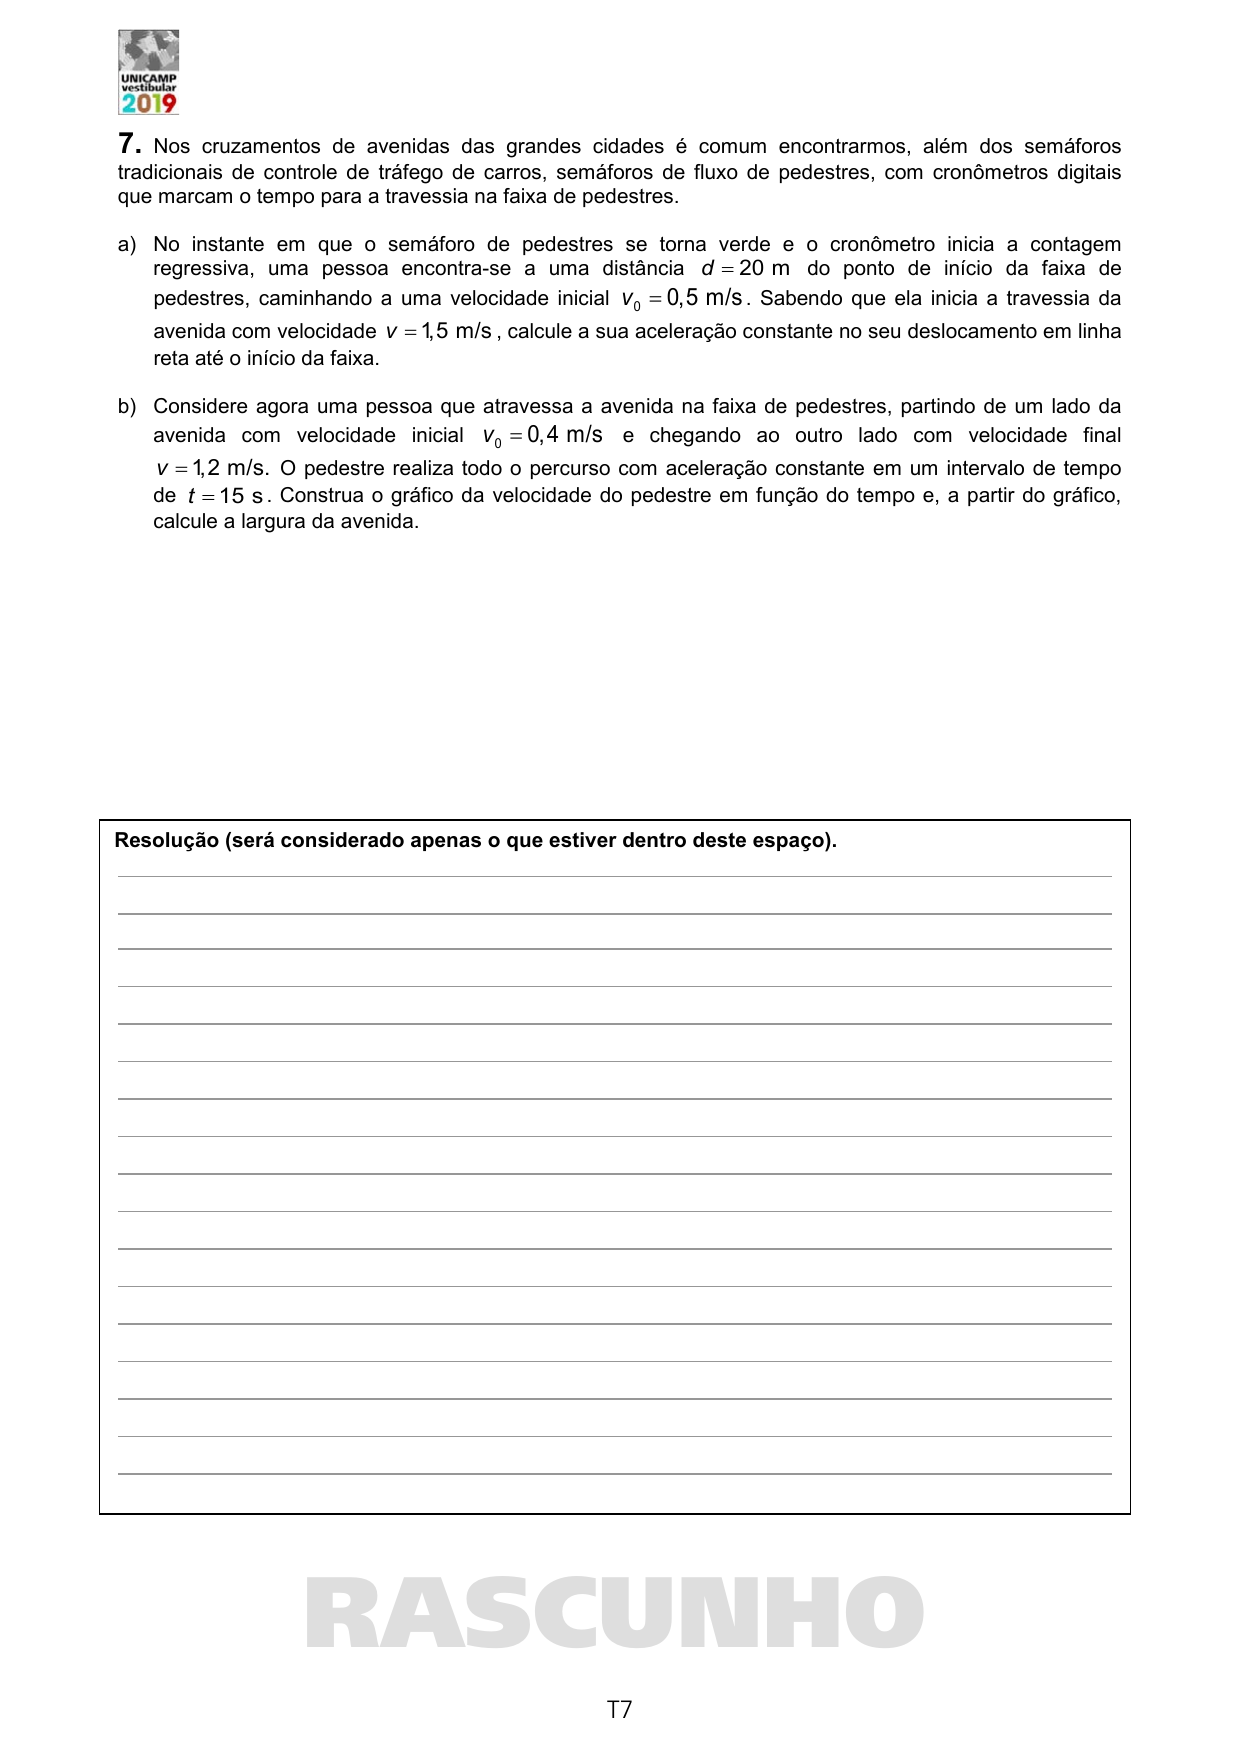 UNICAMP
vestibular
2019
7. Nos cruzamentos de avenidas das grandes cidades é comum encontrarmos, além dos semáforos
tradicionais de controle de tráfego de carros, semáforos de fluxo de pedestres, com cronômetros digitais
que marcam o tempo para a travessia na faixa de pedestres.
a) No instante em que o semáforo de pedestres se torna verde e o cronômetro inicia a contagem
regressiva, uma pessoa encontra-se a uma distância d = 20 m do ponto de início da faixa de
pedestres, caminhando a uma velocidade inicial v₀ = 0,5 m/s. Sabendo que ela inicia a travessia da
avenida com velocidade v = 1,5 m/s, calcule a sua aceleração constante no seu deslocamento em linha
reta até o início da faixa.
b) Considere agora uma pessoa que atravessa a avenida na faixa de pedestres, partindo de um lado da
avenida com velocidade inicial v₀ = 0,4 m/s e chegando ao outro lado com velocidade final
v = 1,2 m/s. O pedestre realiza todo o percurso com aceleração constante em um intervalo de tempo
de t = 15 s. Construa o gráfico da velocidade do pedestre em função do tempo e, a partir do gráfico,
calcule a largura da avenida.
Resolução (será considerado apenas o que estiver dentro deste espaço).
RASCUNHO
T7